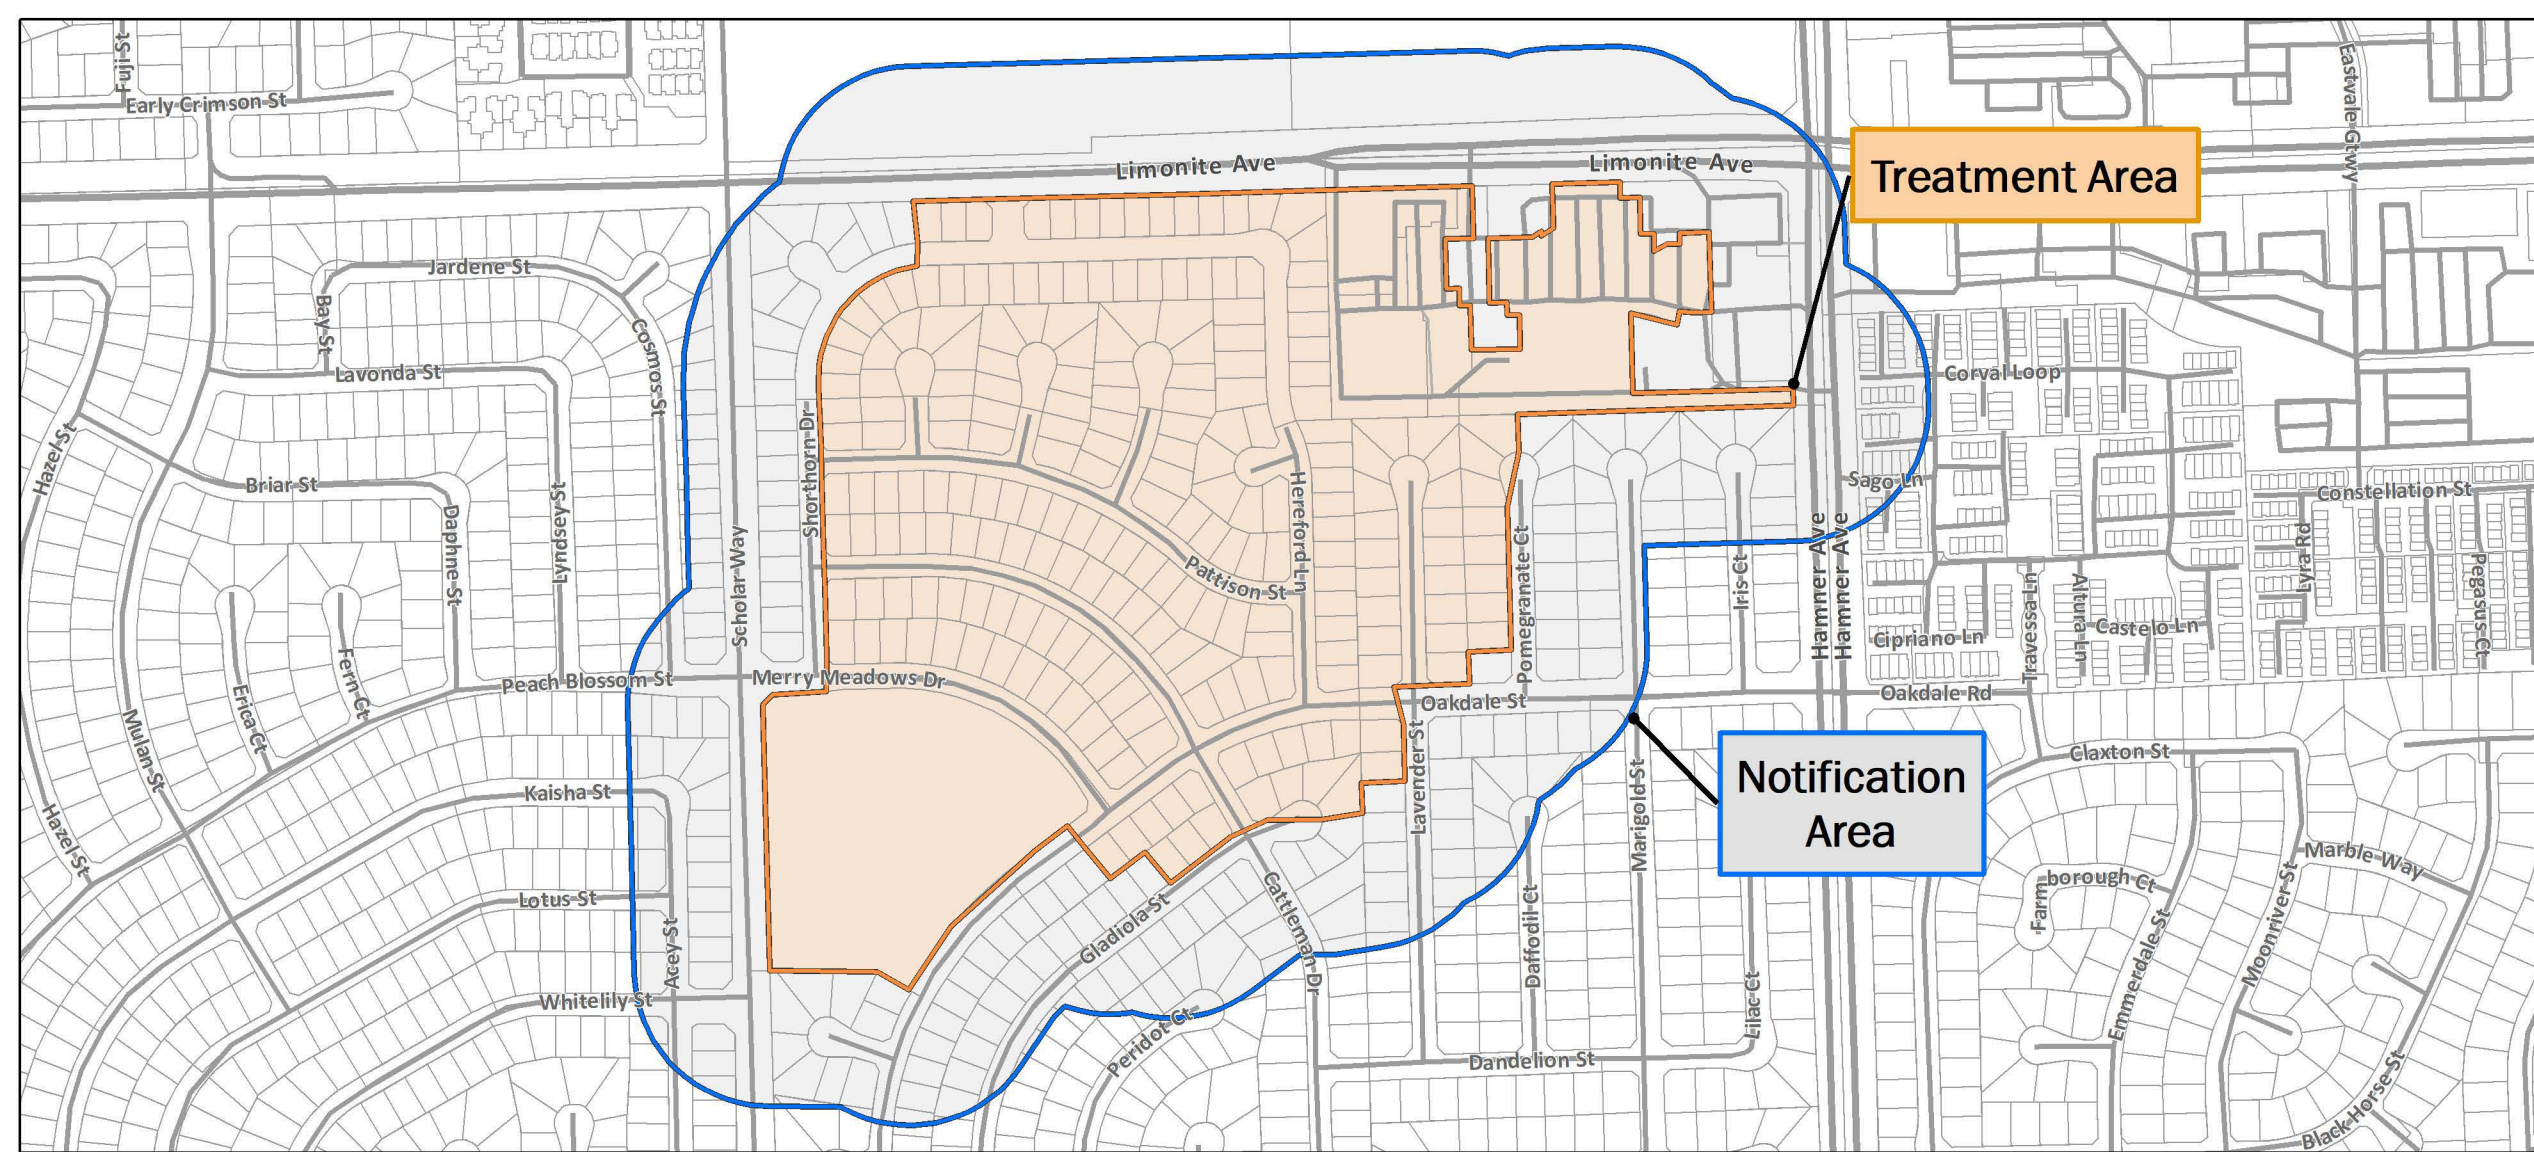 Fuji St
Early Crimson St
Eastvale Gtwy
Limonite Ave
Limonite Ave
Treatment Area
Jardene St
Bay St
Cosmos St
Lavonda St
Corval Loop
Hazel St
Briar St
Daphne St
Lyndsey St
Shorthorn Dr
Scholar Way
Hereford Ln
Pattison St
Pomegranate Ct
Iris Ct
Hamner Ave
Hamner Ave
Sago Ln
Constellation St
Lyra Rd
Pegasus Ct
Travessa Ln
Altura Ln
Castelo Ln
Cipriano Ln
Peach Blossom St
Merry Meadows Dr
Oakdale St
Oakdale Rd
Erica Ct
Fern Ct
Mulan St
Hazel St
Kaisha St
Lavender St
Marigold St
Notification
Area
Claxton St
Marble Way
Farm
borough Ct
Lotus St
Acey St
Gladiola St
Cattleman Dr
Daffodil Ct
Lilac Ct
Emmerdale St
Moonriver St
Whitelily St
Peridot Ct
Dandelion St
Black Horse St